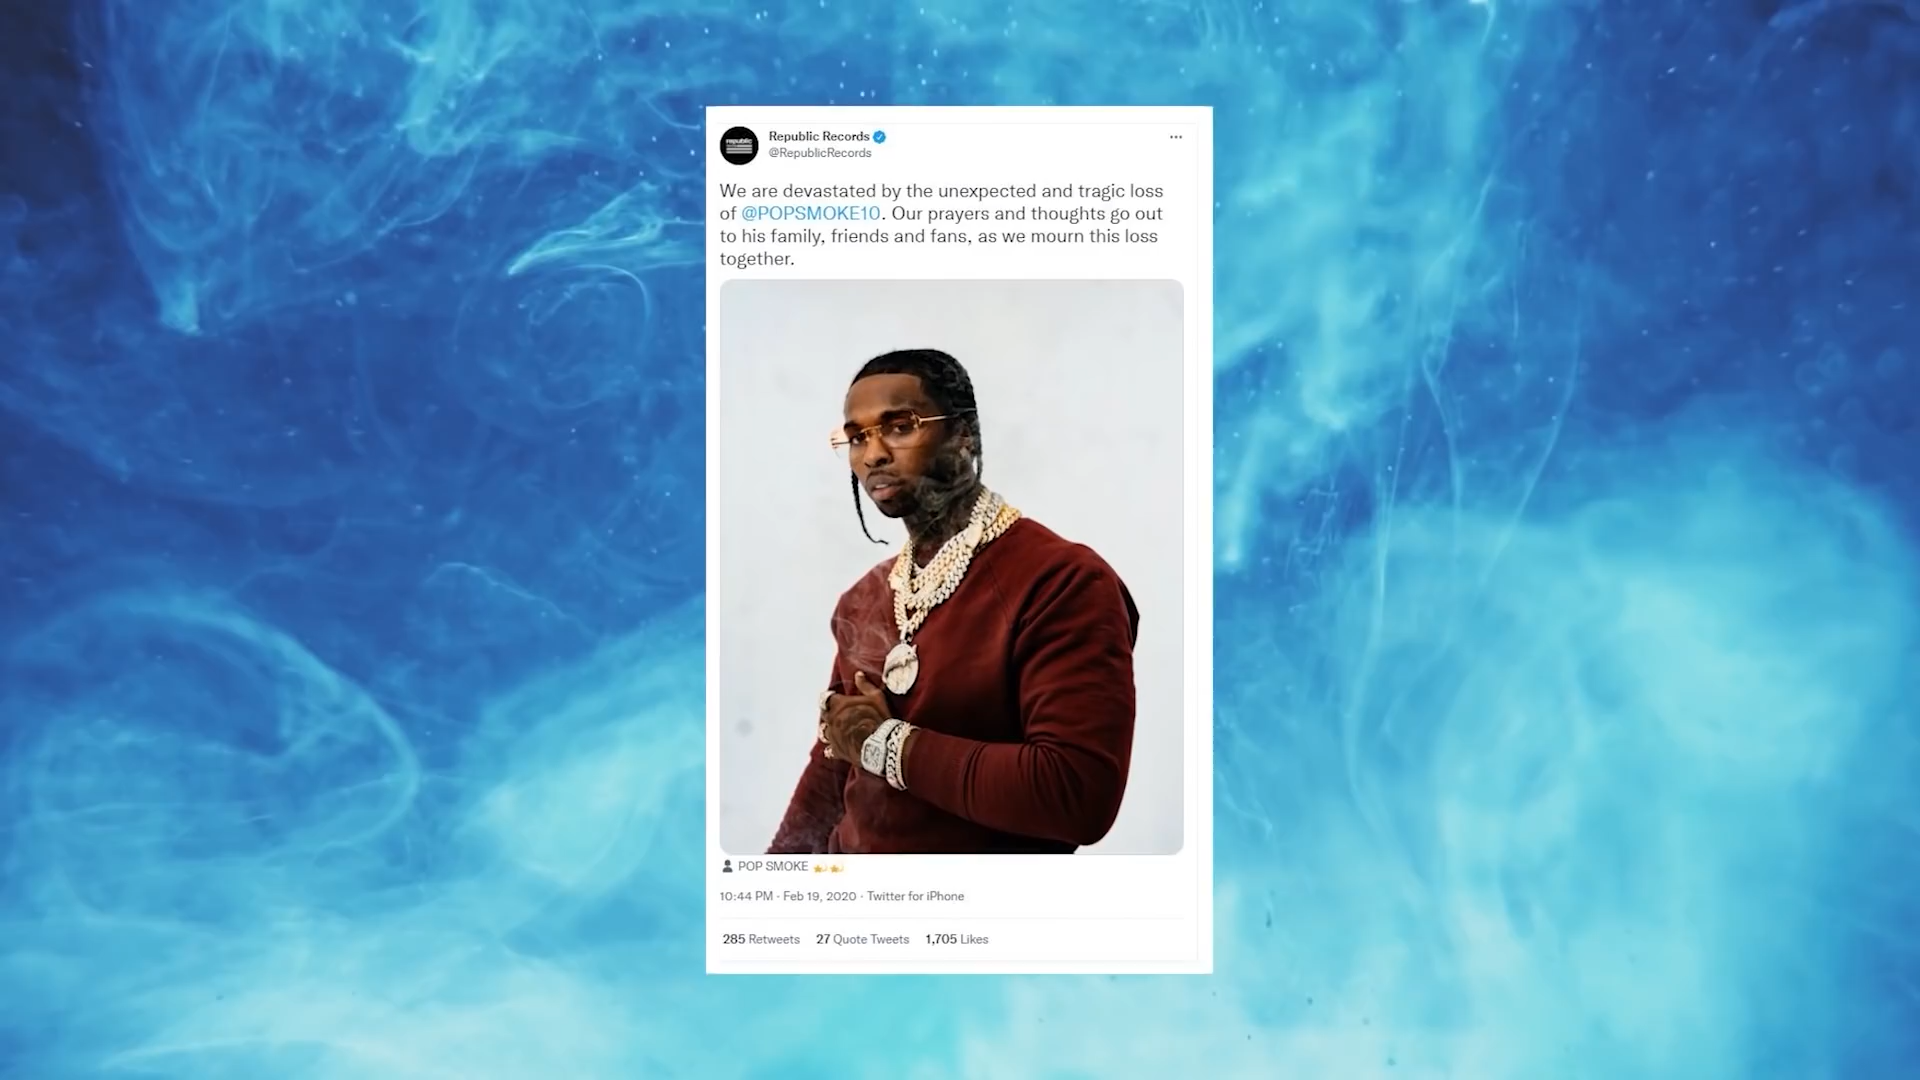 Republic Records
@RepublicRecords
republic
We are devastated by the unexpected and tragic loss
of @POPSMOKE10. Our prayers and thoughts go out
to his family, friends and fans, as we mourn this loss
together.
POP SMOKE 💫💫
10:44 PM · Feb 19, 2020 · Twitter for iPhone
285 Retweets 27 Quote Tweets 1,705 Likes